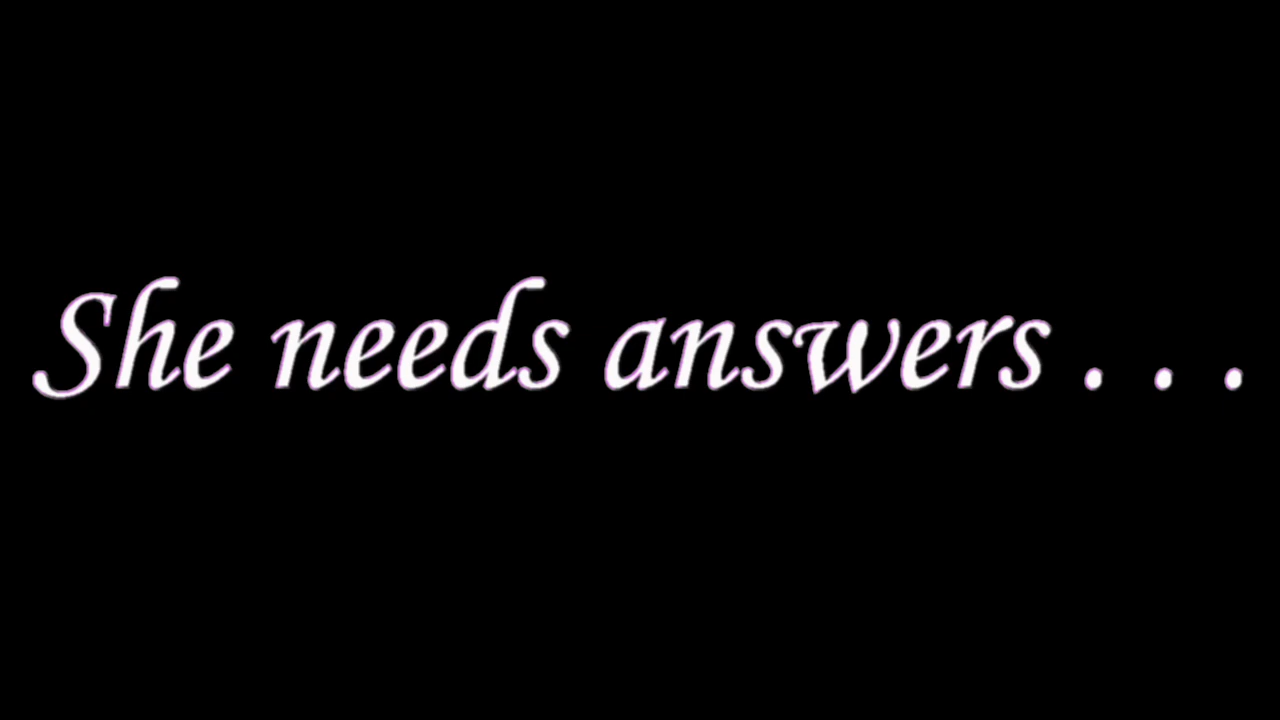 She needs answers . . .